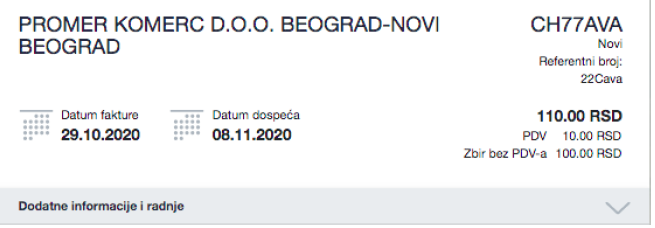 PROMER KOMERC D.O.O. BEOGRAD-NOVI
BEOGRAD
CH77AVA
Novi
Referentni broj:
22Cava
Datum fakture
29.10.2020
Datum dospeća
08.11.2020
110.00 RSD
PDV 10.00 RSD
Zbir bez PDV-a 100.00 RSD
Dodatne informacije i radnje